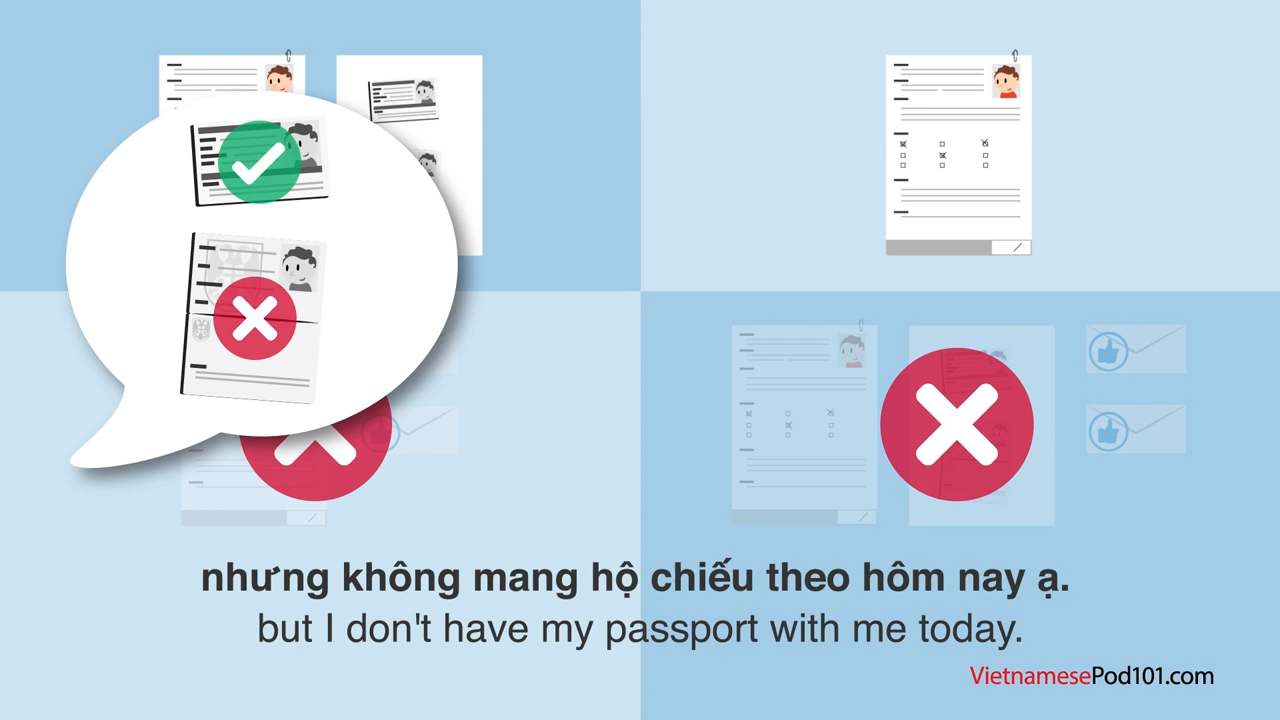 nhưng không mang hộ chiếu theo hôm nay ạ.
but I don't have my passport with me today.
VietnamesePod101.com